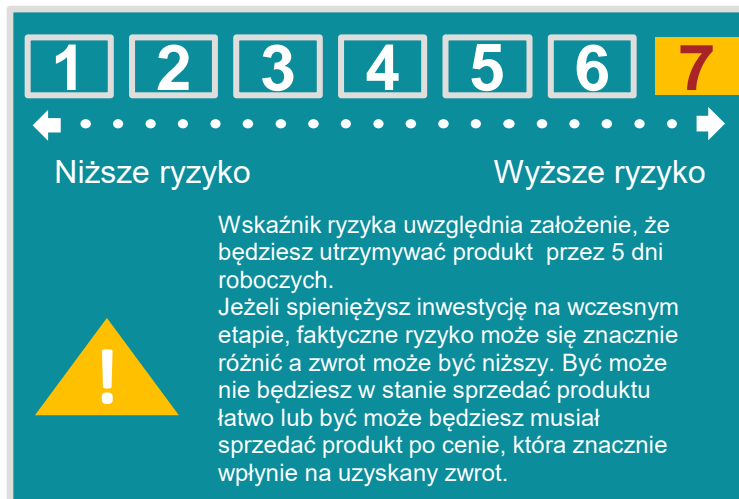 1 2 3 4 5 6 7
Niższe ryzyko Wyższe ryzyko
Wskaźnik ryzyka uwzględnia założenie, że
będziesz utrzymywać produkt przez 5 dni
roboczych.
Jeżeli spieniężysz inwestycję na wczesnym
etapie, faktyczne ryzyko może się znacznie
różnić a zwrot może być niższy. Być może
nie będziesz w stanie sprzedać produktu
łatwo lub być może będziesz musiał
sprzedać produkt po cenie, która znacznie
wpłynie na uzyskany zwrot.
!